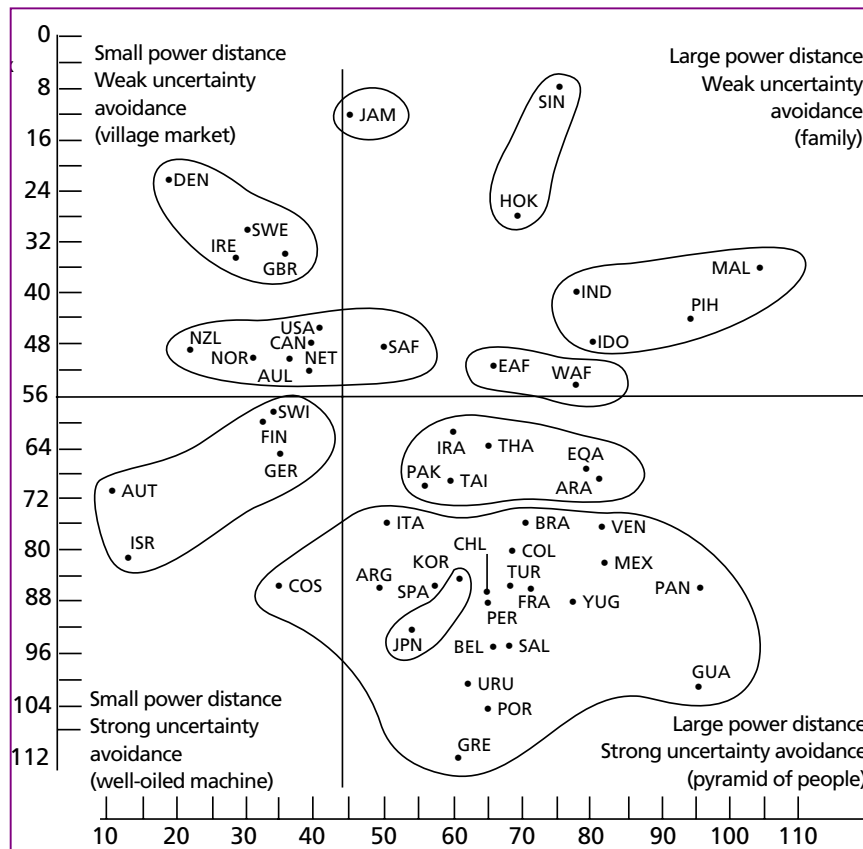 0
8
16
24
32
40
48
56
64
72
80
88
96
104
112
Small power distance
Weak uncertainty
avoidance
(village market)
Large power distance
Weak uncertainty
avoidance
(family)
JAM
SIN
DEN
HOK
SWE
IRE
GBR
MAL
IND
PIH
USA
NZL
CAN
SAF
IDO
NOR
NET
AUL
EAF
WAF
SWI
FIN
GER
IRA
THA
EQA
PAK
TAI
ARA
AUT
ISR
ITA
BRA
VEN
CHL
COL
KOR
MEX
COS
ARG
SPA
TUR
PAN
FRA
YUG
PER
JPN
BEL
SAL
GUA
URU
POR
GRE
Small power distance
Strong uncertainty
avoidance
(well-oiled machine)
Large power distance
Strong uncertainty avoidance
(pyramid of people)
10 20 30 40 50 60 70 80 90 100 110